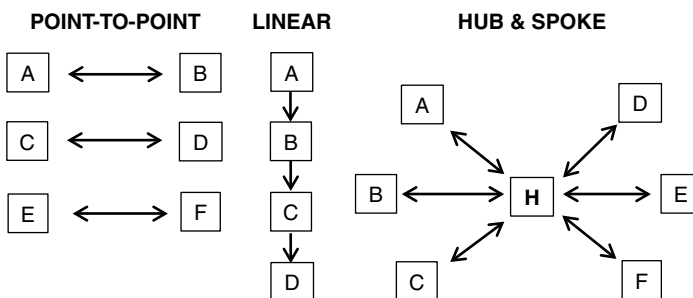 POINT-TO-POINT LINEAR HUB & SPOKE
A B
C D
E F
A
B
C
D
A D
B H E
C F